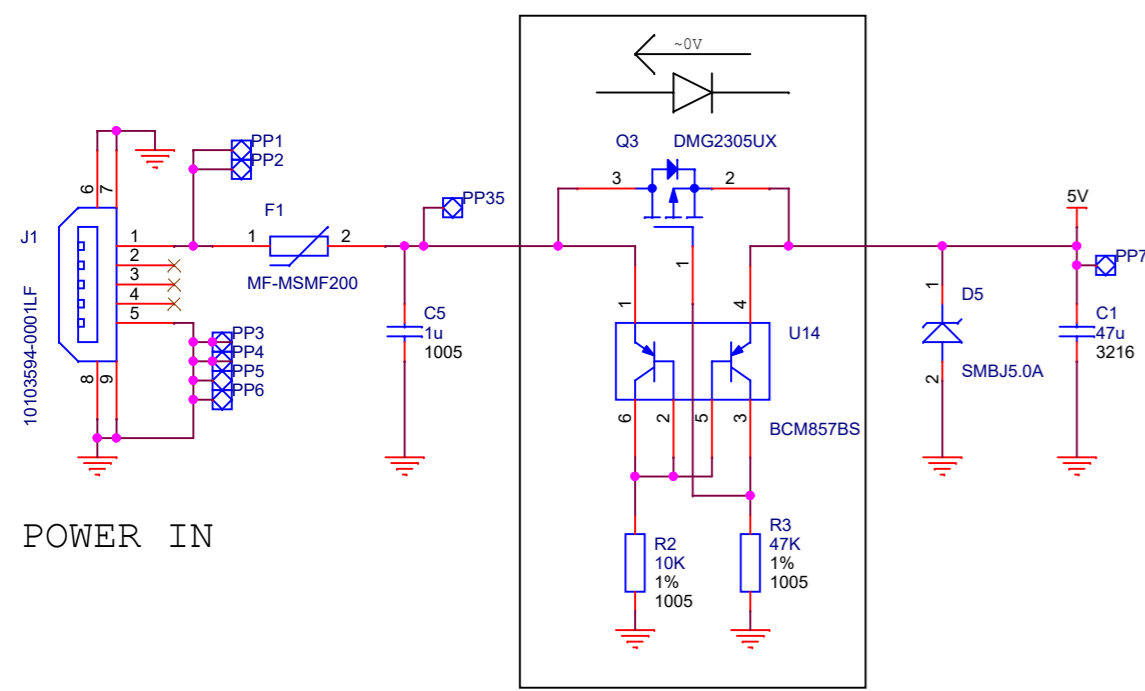 ~0V
Q3 DMG2305UX
3 2
1
PP1
PP2
6 7
J1
1
2
3
4
5
8 9
10103594-0001LF
F1
1 2
MF-MSMF200
PP35
C5
1u
1005
PP3
PP4
PP5
PP6
1 4
U14
6 2 5 3
BCM857BS
R2
10K
1%
1005
R3
47K
1%
1005
5V
PP7
1
D5
2
SMBJ5.0A
C1
47u
3216
POWER IN